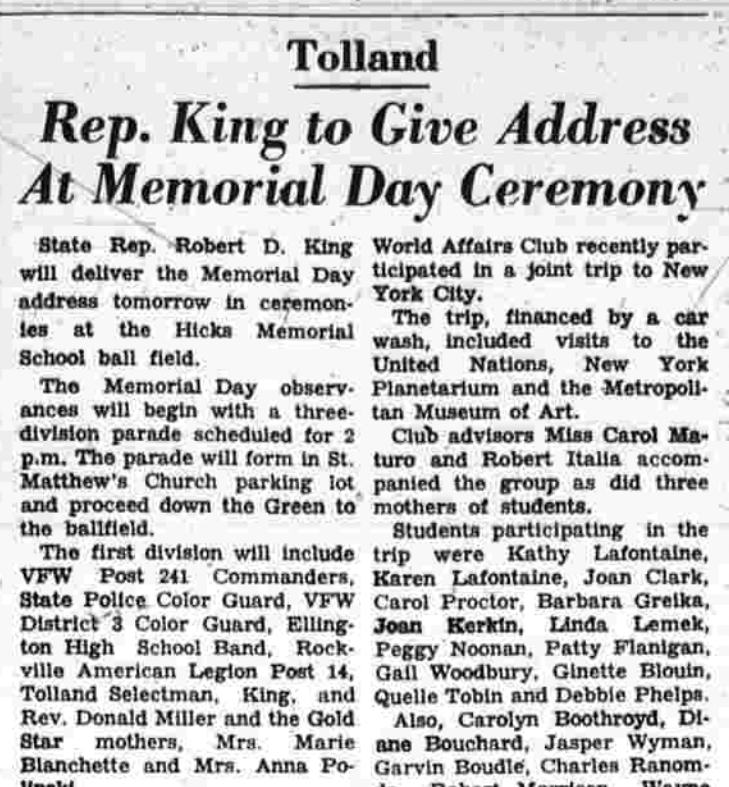 Tolland
Rep. King to Give Address
At Memorial Day Ceremony
State Rep. Robert D. King
will deliver the Memorial Day
address tomorrow in ceremon-
ies at the Hicks Memorial
School ball field.
The Memorial Day observ-
ances will begin with a three-
division parade scheduled for 2
p.m. The parade will form in St.
Matthew's Church parking lot
and proceed down the Green to
the ballfield.
The first division will include
VFW Post 241 Commanders,
State Police Color Guard, VFW
District 3 Color Guard, Elling-
ton High School Band, Rock-
ville American Legion Post 14,
Tolland Selectman, King, and
Rev. Donald Miller and the Gold
Star mothers, Mrs. Marie
Blanchette and Mrs. Anna Po-
linski.
World Affairs Club recently par-
ticipated in a joint trip to New
York City.
The trip, financed by a car
wash, included visits to the
United Nations, New York
Planetarium and the Metropoli-
tan Museum of Art.
Club advisors Miss Carol Ma-
turo and Robert Italia accom-
panied the group as did three
mothers of students.
Students participating in the
trip were Kathy Lafontaine,
Karen Lafontaine, Joan Clark,
Carol Proctor, Barbara Greika,
Joan Kerkin, Linda Lemek,
Peggy Noonan, Patty Flanigan,
Gail Woodbury, Ginette Blouin,
Quelle Tobin and Debbie Phelps.
Also, Carolyn Boothroyd, Di-
ane Bouchard, Jasper Wyman,
Garvin Boudle, Charles Ranom-
Robert Morrison, Wayne